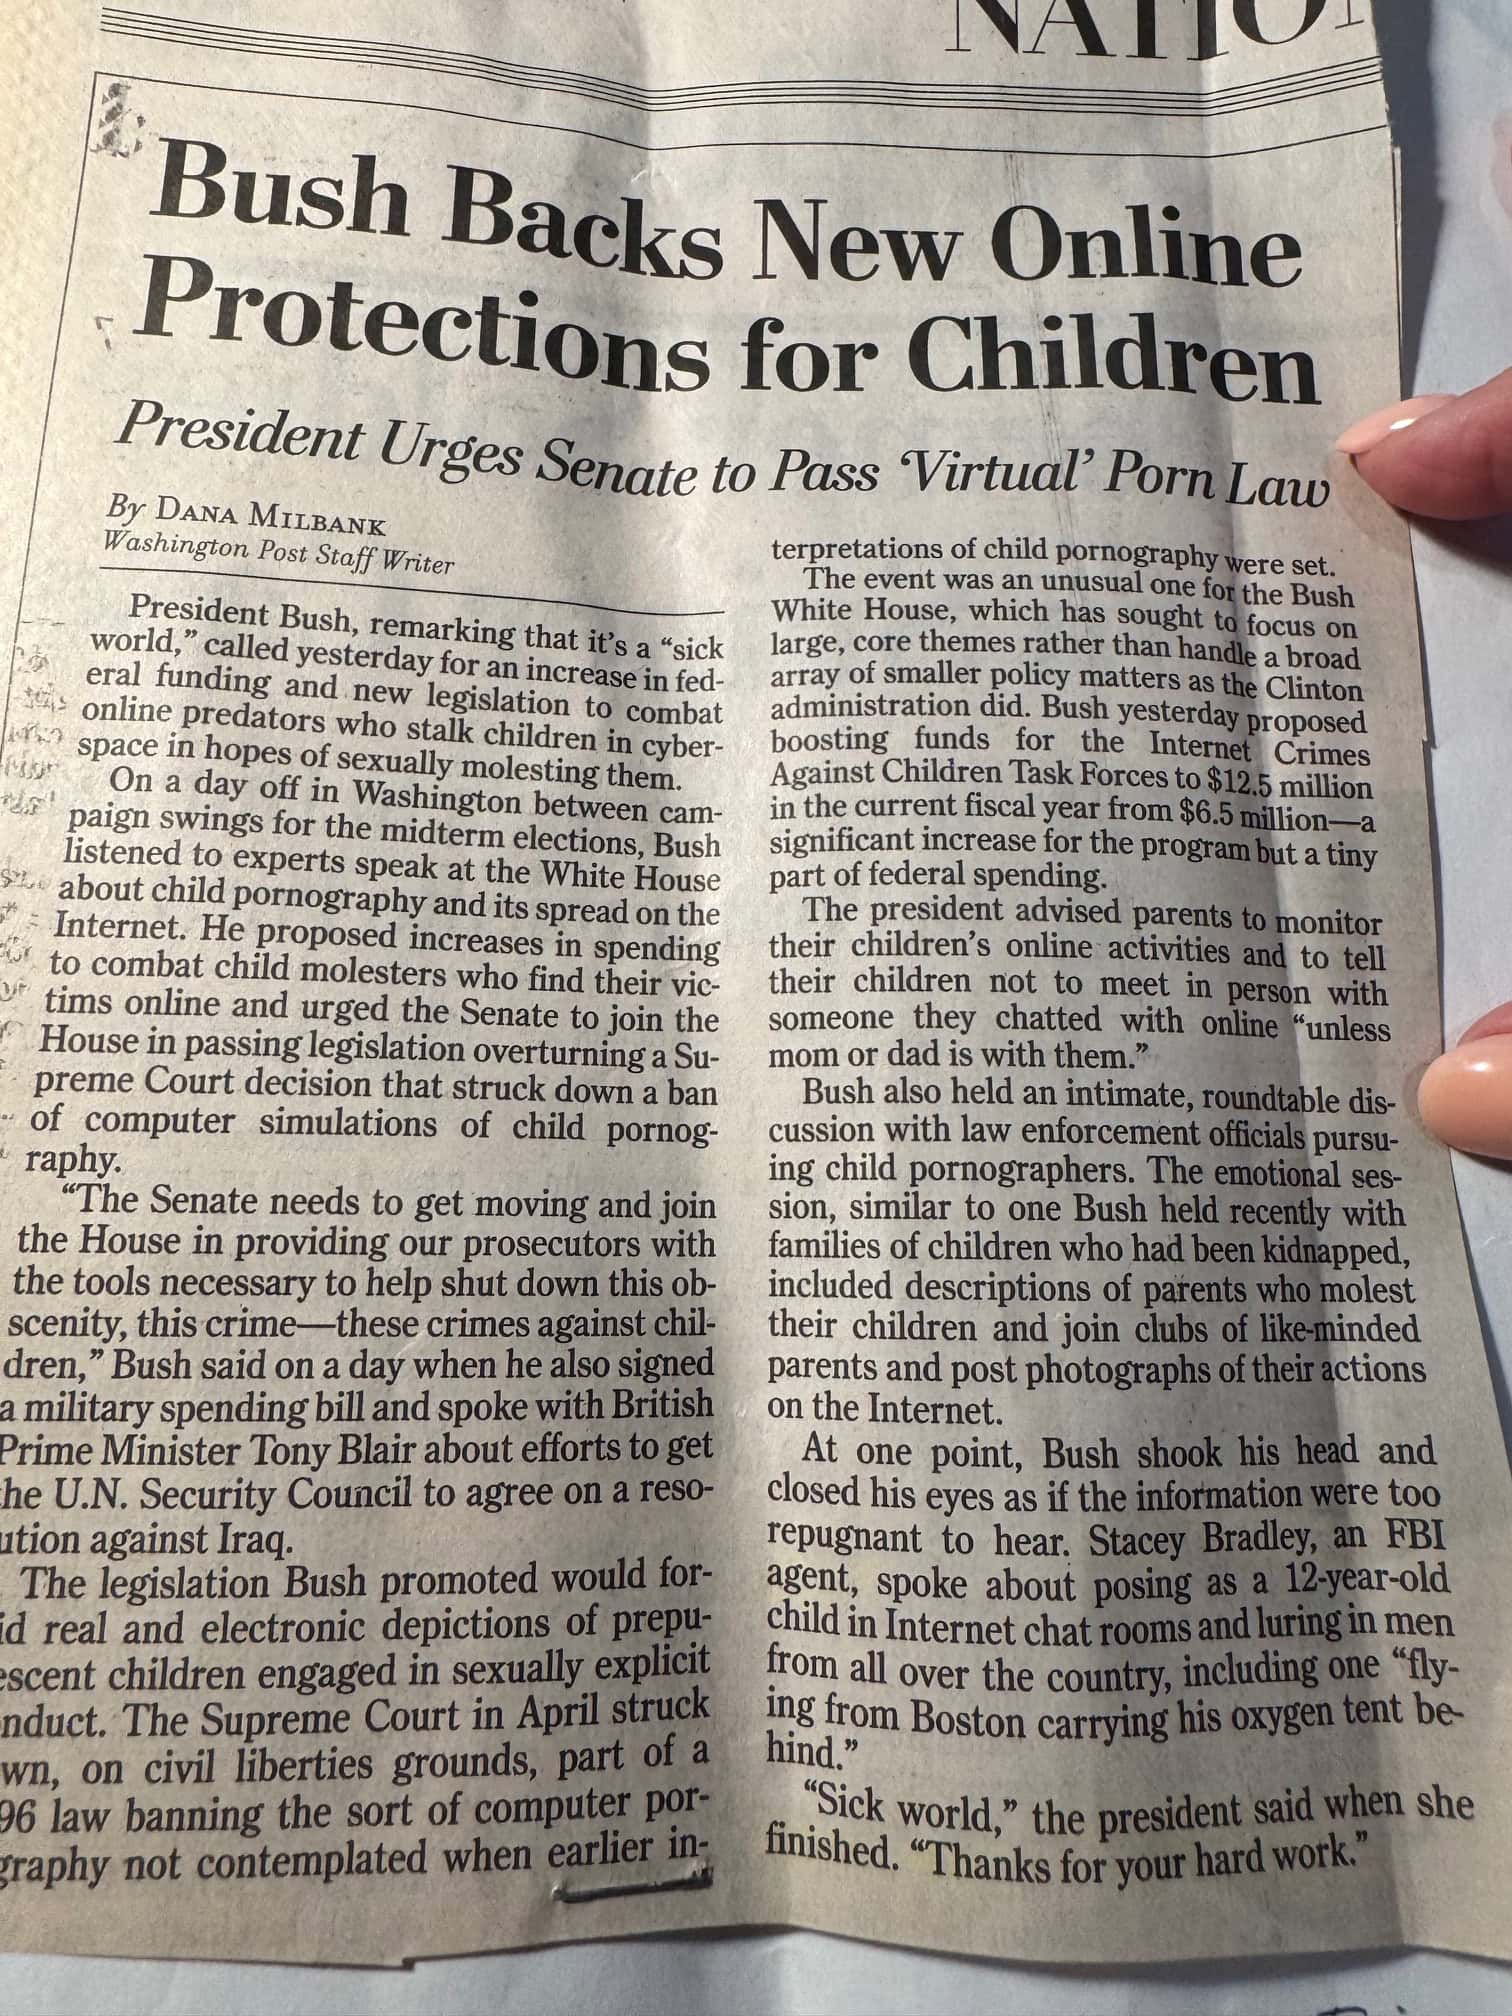 NATIO
Bush Backs New Online
Protections for Children
President Urges Senate to Pass ‘Virtual’ Porn Law
By DANA MILBANK
Washington Post Staff Writer
President Bush, remarking that it’s a “sick
world,” called yesterday for an increase in fed-
eral funding and new legislation to combat
online predators who stalk children in cyber-
space in hopes of sexually molesting them.
On a day off in Washington between cam-
paign swings for the midterm elections, Bush
listened to experts speak at the White House
about child pornography and its spread on the
Internet. He proposed increases in spending
to combat child molesters who find their vic-
tims online and urged the Senate to join the
House in passing legislation overturning a Su-
preme Court decision that struck down a ban
of computer simulations of child pornog-
raphy.
“The Senate needs to get moving and join
the House in providing our prosecutors with
the tools necessary to help shut down this ob-
scenity, this crime—these crimes against chil-
dren,” Bush said on a day when he also signed
a military spending bill and spoke with British
Prime Minister Tony Blair about efforts to get
he U.N. Security Council to agree on a reso-
ution against Iraq.
The legislation Bush promoted would for-
id real and electronic depictions of prepu-
escent children engaged in sexually explicit
nduct. The Supreme Court in April struck
wn, on civil liberties grounds, part of a
96 law banning the sort of computer por-
graphy not contemplated when earlier in-
terpretations of child pornography were set.
The event was an unusual one for the Bush
White House, which has sought to focus on
large, core themes rather than handle a broad
array of smaller policy matters as the Clinton
administration did. Bush yesterday proposed
boosting funds for the Internet Crimes
Against Children Task Forces to $12.5 million
in the current fiscal year from $6.5 million—a
significant increase for the program but a tiny
part of federal spending.
The president advised parents to monitor
their children’s online activities and to tell
their children not to meet in person with
someone they chatted with online “unless
mom or dad is with them.”
Bush also held an intimate, roundtable dis-
cussion with law enforcement officials pursu-
ing child pornographers. The emotional ses-
sion, similar to one Bush held recently with
families of children who had been kidnapped,
included descriptions of parents who molest
their children and join clubs of like-minded
parents and post photographs of their actions
on the Internet.
At one point, Bush shook his head and
closed his eyes as if the information were too
repugnant to hear. Stacey Bradley, an FBI
agent, spoke about posing as a 12-year-old
child in Internet chat rooms and luring in men
from all over the country, including one “fly-
ing from Boston carrying his oxygen tent be-
hind.”
“Sick world,” the president said when she
finished. “Thanks for your hard work.”